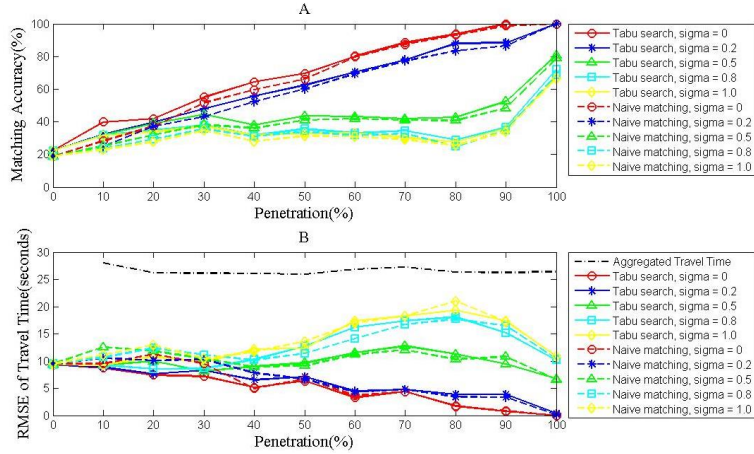 A
Matching Accuracy(%)
100
80
60
40
20
0
0 10 20 30 40 50 60 70 80 90 100
Penetration(%)
Tabu search, sigma = 0
Tabu search, sigma = 0.2
Tabu search, sigma = 0.5
Tabu search, sigma = 0.8
Tabu search, sigma = 1.0
Naive matching, sigma = 0
Naive matching, sigma = 0.2
Naive matching, sigma = 0.5
Naive matching, sigma = 0.8
Naive matching, sigma = 1.0
B
RMSE of Travel Time(seconds)
30
25
20
15
10
5
0
0 10 20 30 40 50 60 70 80 90 100
Penetration(%)
Aggregated Travel Time
Tabu search, sigma = 0
Tabu search, sigma = 0.2
Tabu search, sigma = 0.5
Tabu search, sigma = 0.8
Tabu search, sigma = 1.0
Naive matching, sigma = 0
Naive matching, sigma = 0.2
Naive matching, sigma = 0.5
Naive matching, sigma = 0.8
Naive matching, sigma = 1.0